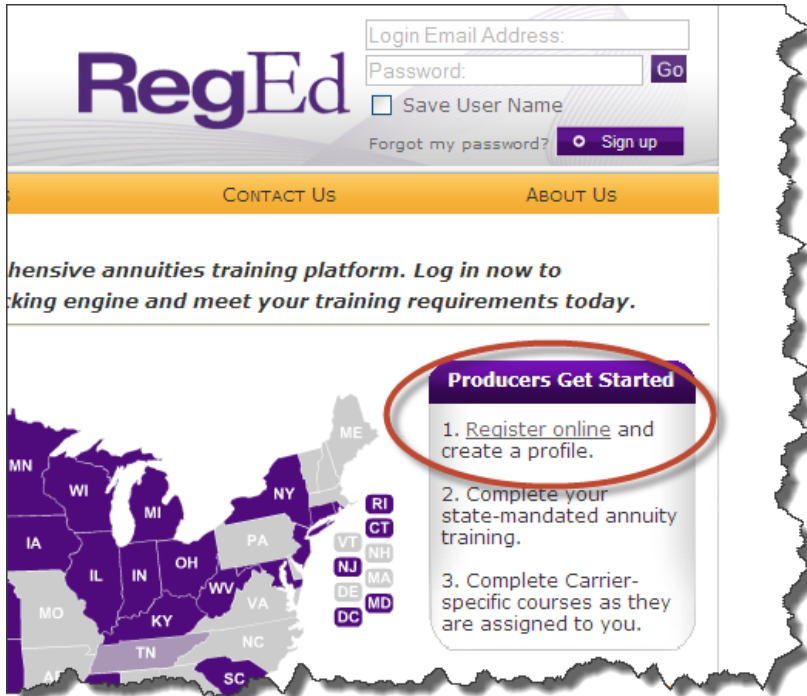 Login Email Address:
RegEd
Password:
Go
Save User Name
Forgot my password?
Sign up
CONTACT US
ABOUT US
hensive annuities training platform. Log in now to
cking engine and meet your training requirements today.
Producers Get Started
1. Register online and
create a profile.
2. Complete your
state-mandated annuity
training.
3. Complete Carrier-
specific courses as they
are assigned to you.
ME
MN
WI
MI
NY
RI
CT
IA
PA
VT
NH
IL
IN
OH
NJ
MA
DE
MD
WV
VA
DC
MO
KY
NC
TN
SC